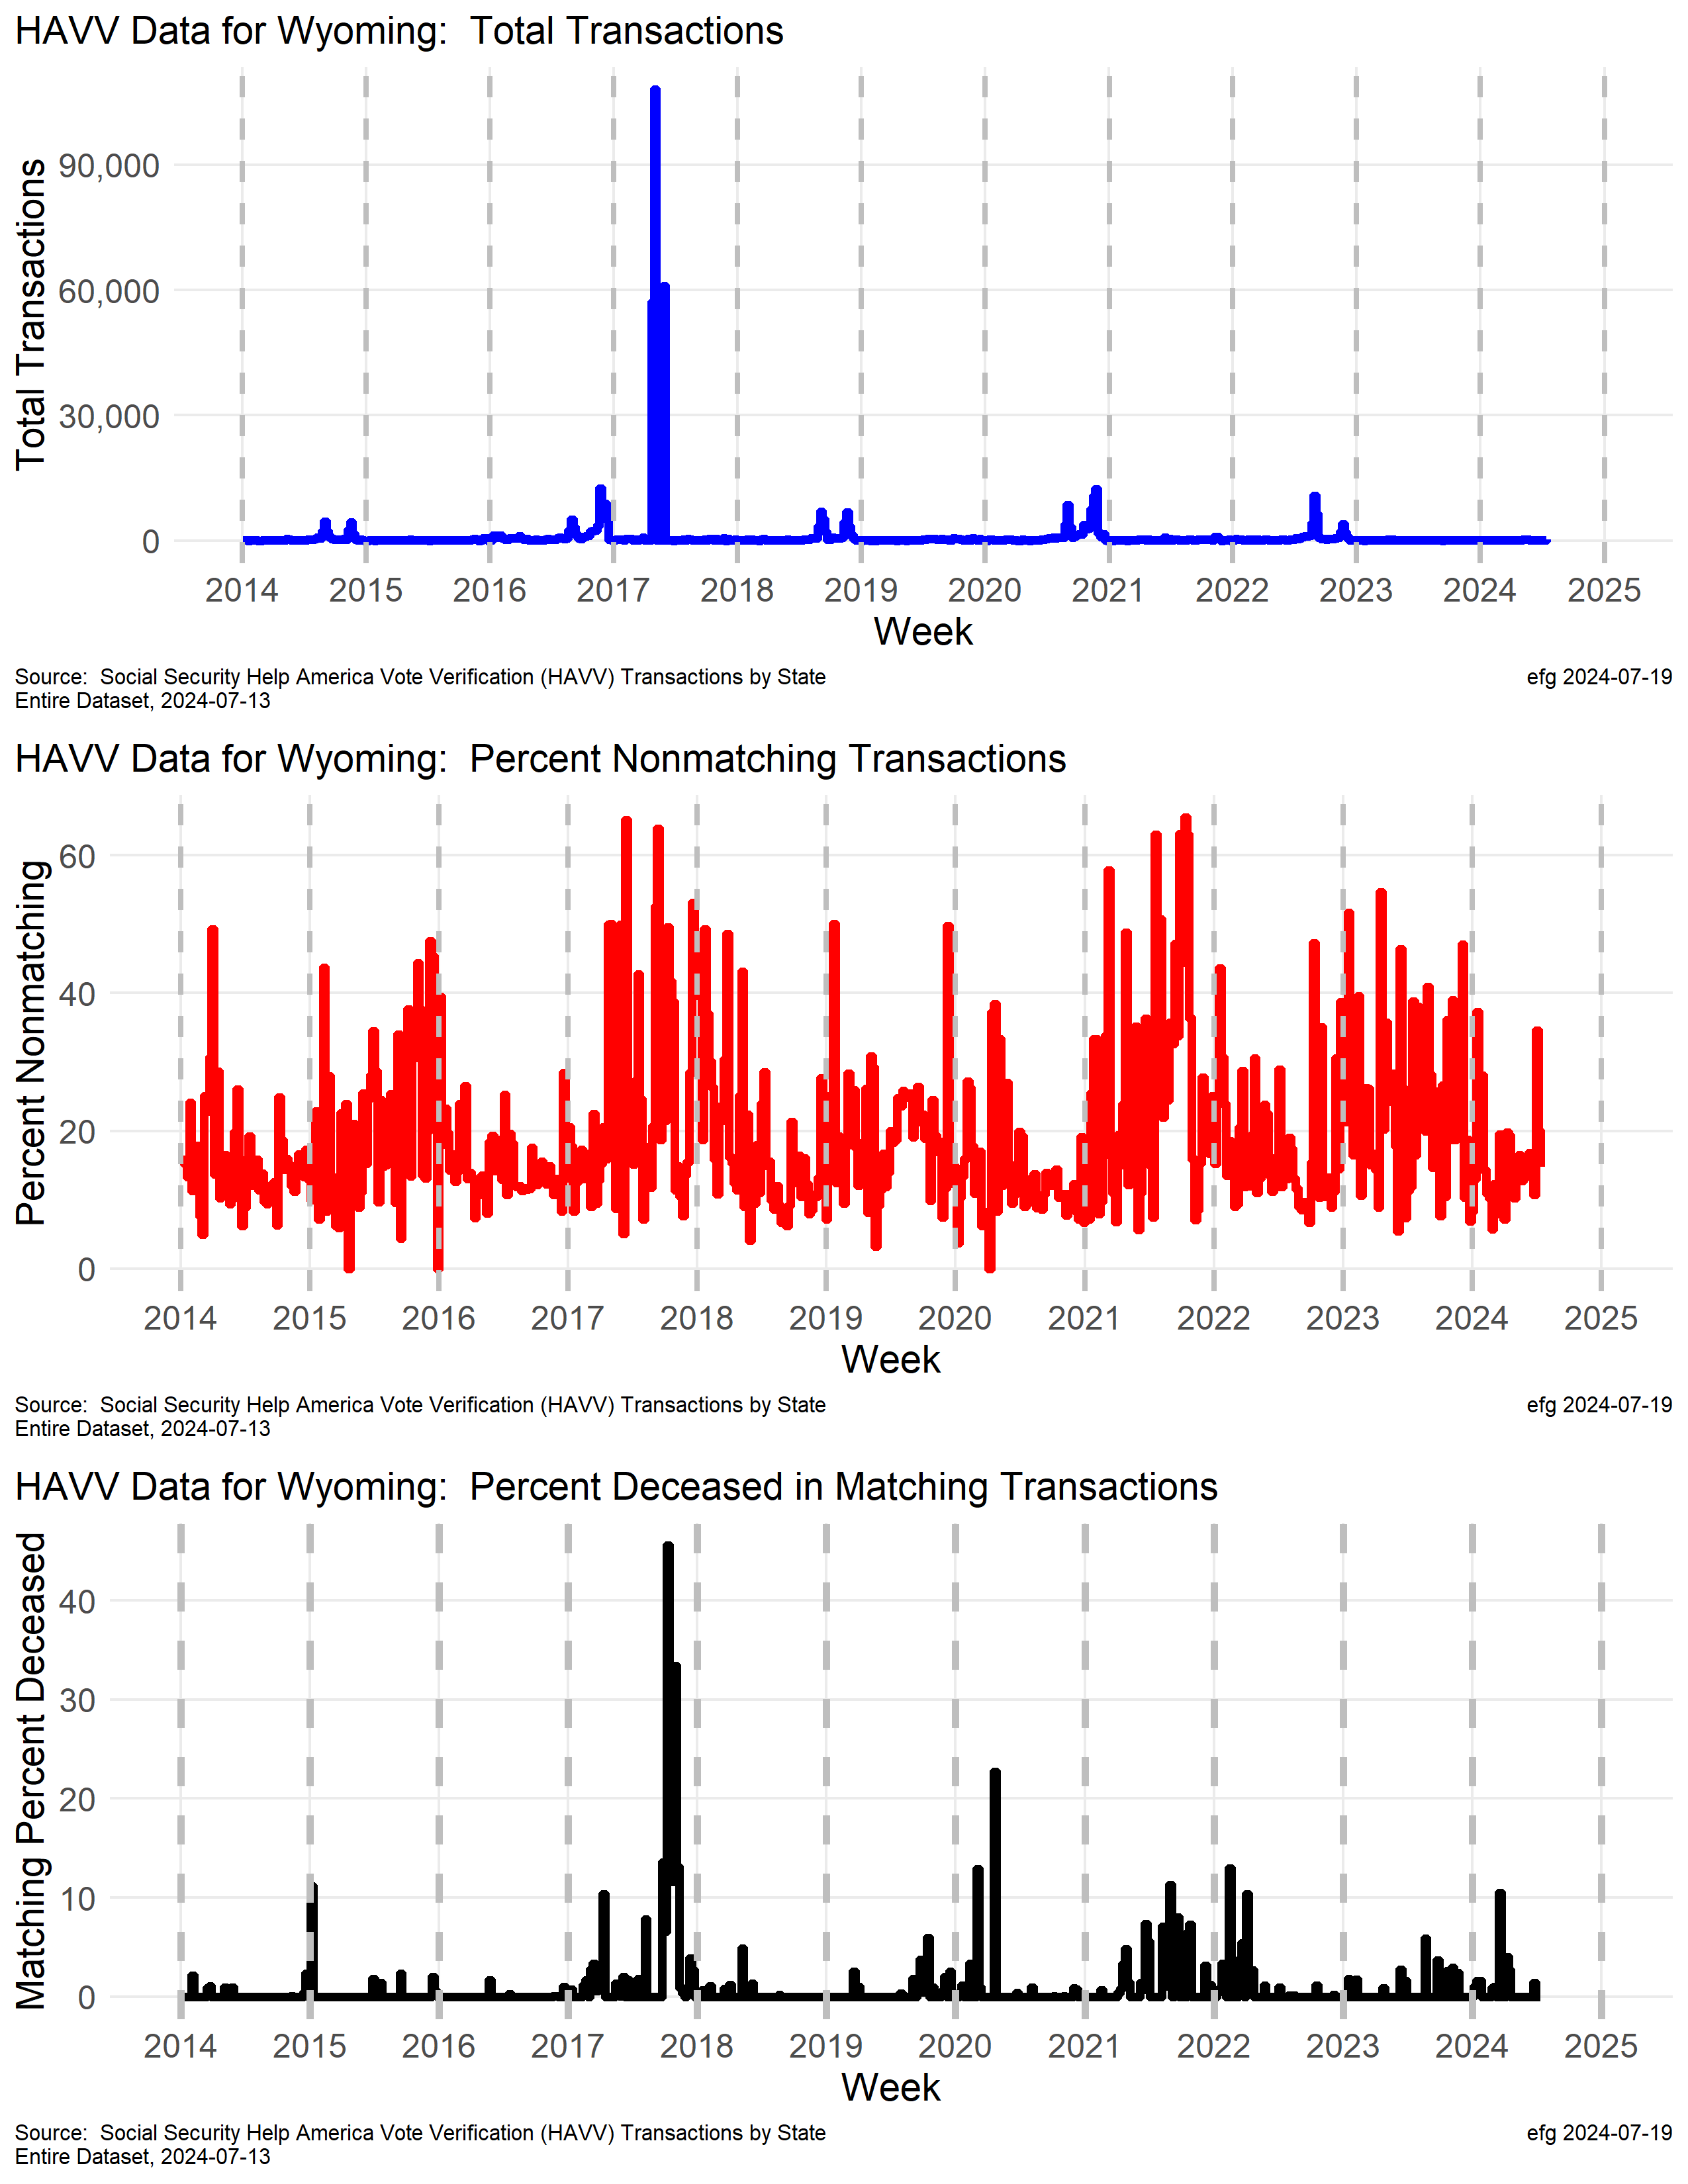 HAVV Data for Wyoming:  Total Transactions
Total Transactions
90,000
60,000
30,000
0
2014 2015 2016 2017 2018 2019 2020 2021 2022 2023 2024 2025
Week
Source:  Social Security Help America Vote Verification (HAVV) Transactions by State
Entire Dataset, 2024-07-13
efg 2024-07-19
HAVV Data for Wyoming:  Percent Nonmatching Transactions
Percent Nonmatching
60
40
20
0
2014 2015 2016 2017 2018 2019 2020 2021 2022 2023 2024 2025
Week
Source:  Social Security Help America Vote Verification (HAVV) Transactions by State
Entire Dataset, 2024-07-13
efg 2024-07-19
HAVV Data for Wyoming:  Percent Deceased in Matching Transactions
Matching Percent Deceased
40
30
20
10
0
2014 2015 2016 2017 2018 2019 2020 2021 2022 2023 2024 2025
Week
Source:  Social Security Help America Vote Verification (HAVV) Transactions by State
Entire Dataset, 2024-07-13
efg 2024-07-19